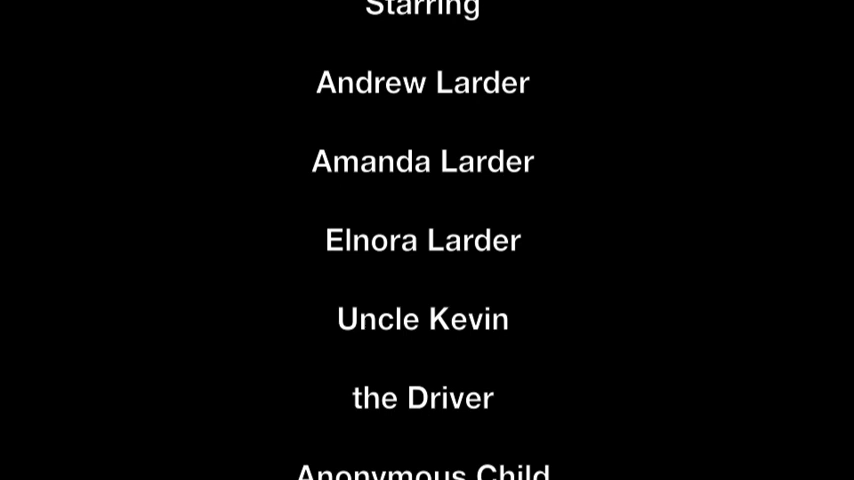 Starring
Andrew Larder
Amanda Larder
Elnora Larder
Uncle Kevin
the Driver
Anonymous Child